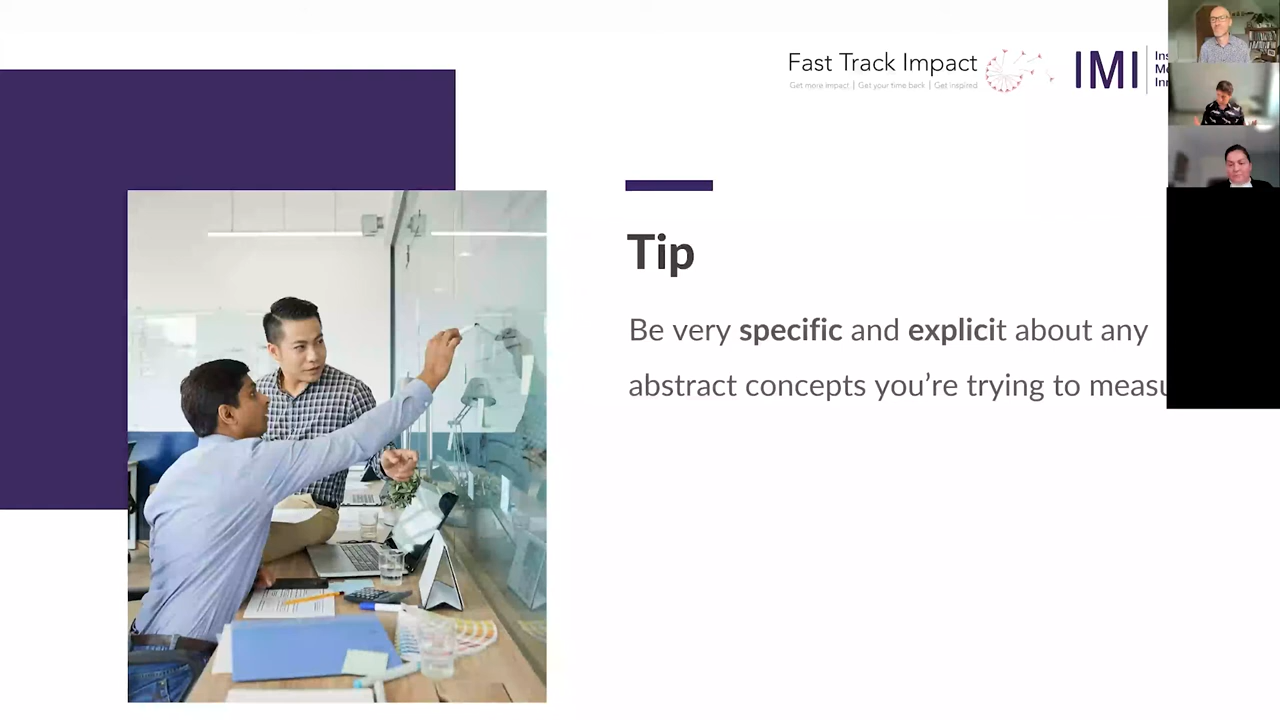 Fast Track Impact
Get more impact | Get your time back | Get inspired
IMI
Tip
Be very specific and explicit about any
abstract concepts you're trying to